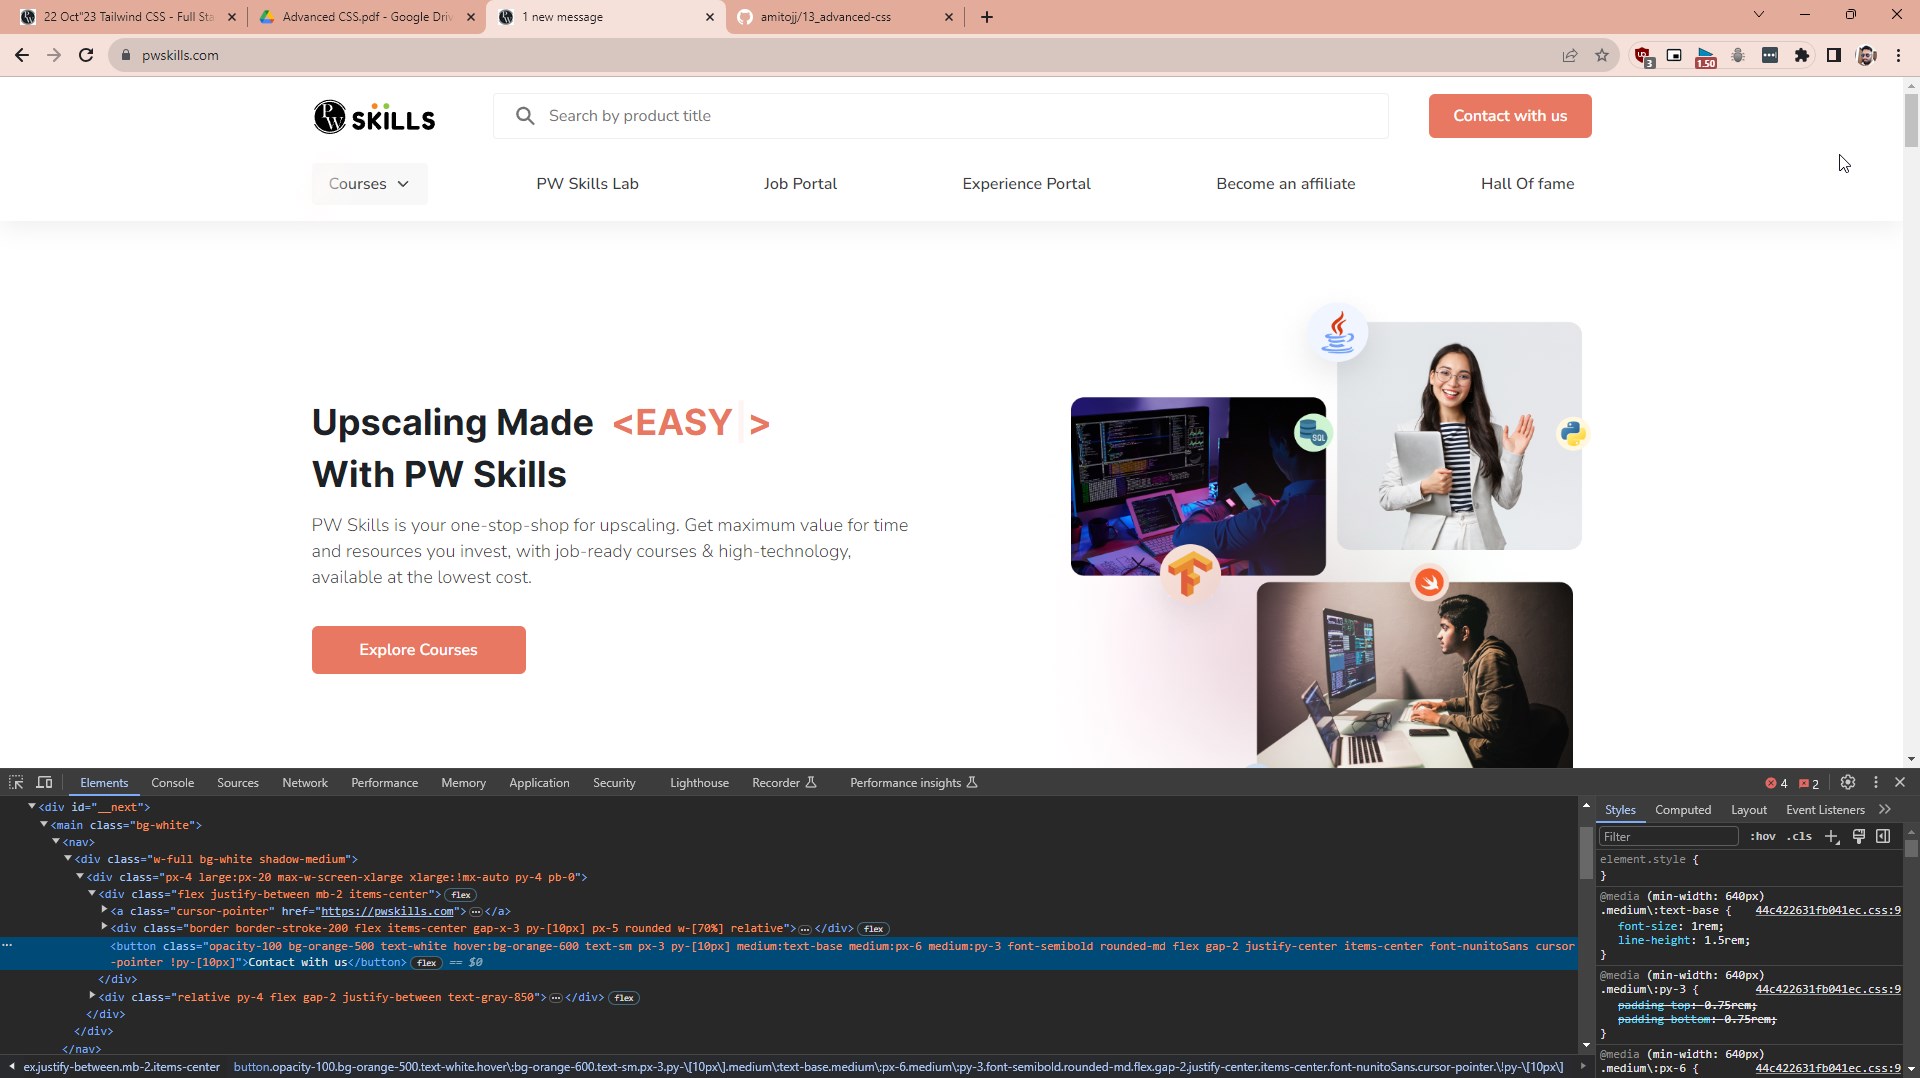 22 Oct"23 Tailwind CSS - Full Sta
Advanced CSS.pdf - Google Driv
1 new message
amitojj/13_advanced-css
pwskills.com
3
1.50
PW SKILLS
Search by product title
Contact with us
Courses
PW Skills Lab
Job Portal
Experience Portal
Become an affiliate
Hall Of fame
Upscaling Made <EASY >
With PW Skills
PW Skills is your one-stop-shop for upscaling. Get maximum value for time
and resources you invest, with job-ready courses & high-technology,
available at the lowest cost.
Explore Courses
SQL
Elements
Console
Sources
Network
Performance
Memory
Application
Security
Lighthouse
Recorder
Performance insights
4
2
<div id="__next">
<main class="bg-white">
<nav>
<div class="w-full bg-white shadow-medium">
<div class="px-4 large:px-20 max-w-screen-xlarge xlarge:!mx-auto py-4 pb-0">
<div class="flex justify-between mb-2 items-center"> flex
<a class="cursor-pointer" href="https://pwskills.com">…</a>
<div class="border border-stroke-200 flex items-center gap-x-3 py-[10px] px-5 rounded w-[70%] relative">…</div> flex
<button class="opacity-100 bg-orange-500 text-white hover:bg-orange-600 text-sm px-3 py-[10px] medium:text-base medium:px-6 medium:py-3 font-semibold rounded-md flex gap-2 justify-center items-center font-nunitoSans cursor
-pointer !py-[10px]">Contact with us</button> flex == $0
</div>
<div class="relative py-4 flex gap-2 justify-between text-gray-850">…</div> flex
</div>
</div>
</nav>
ex.justify-between.mb-2.items-center
button.opacity-100.bg-orange-500.text-white.hover\:bg-orange-600.text-sm.px-3.py-\[10px\].medium\:text-base.medium\:px-6.medium\:py-3.font-semibold.rounded-md.flex.gap-2.justify-center.items-center.font-nunitoSans.cursor-pointer.\!py-\[10px\]
Styles
Computed
Layout
Event Listeners
Filter
:hov
.cls
element.style {
}
@media (min-width: 640px)
.medium\:text-base {
44c422631fb041ec.css:9
font-size: 1rem;
line-height: 1.5rem;
}
@media (min-width: 640px)
.medium\:py-3 {
44c422631fb041ec.css:9
padding-top: 0.75rem;
padding-bottom: 0.75rem;
}
@media (min-width: 640px)
.medium\:px-6 {
44c422631fb041ec.css:9